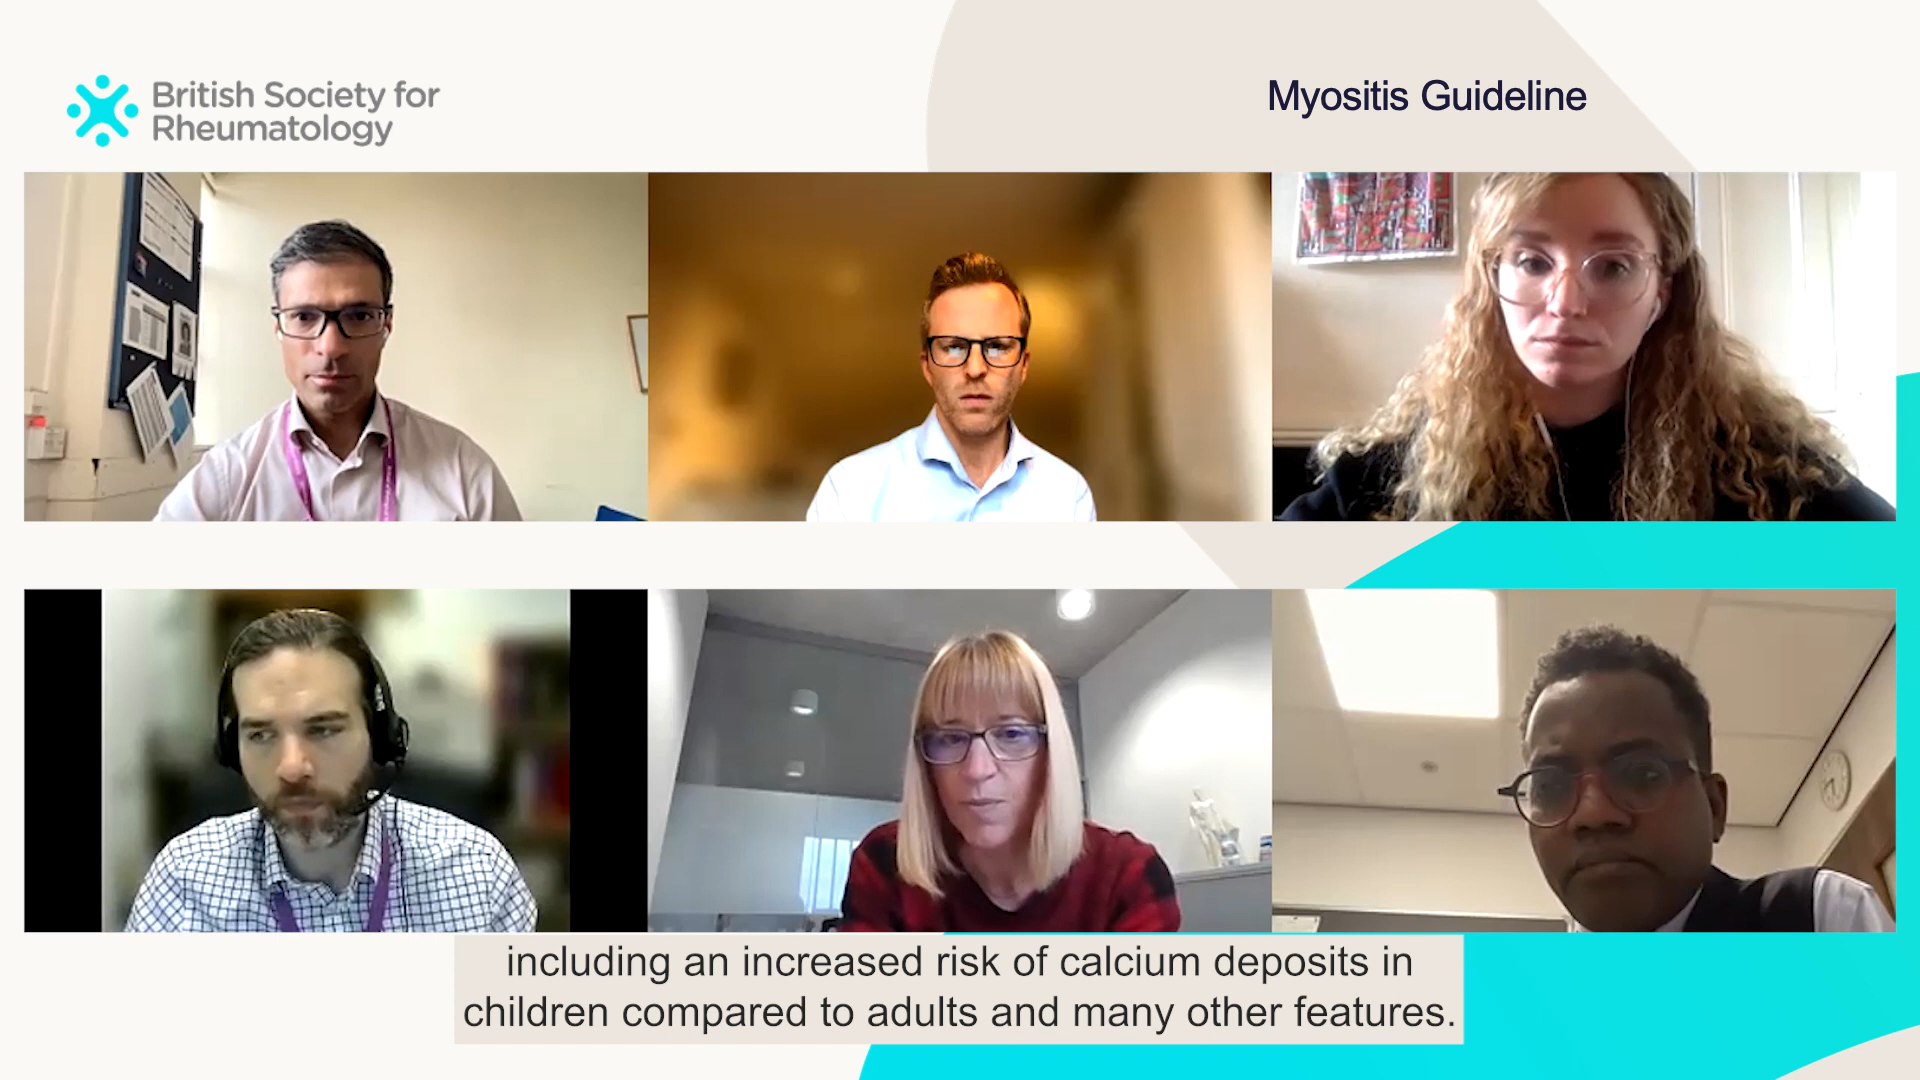 British Society for
Rheumatology
Myositis Guideline
including an increased risk of calcium deposits in
children compared to adults and many other features.